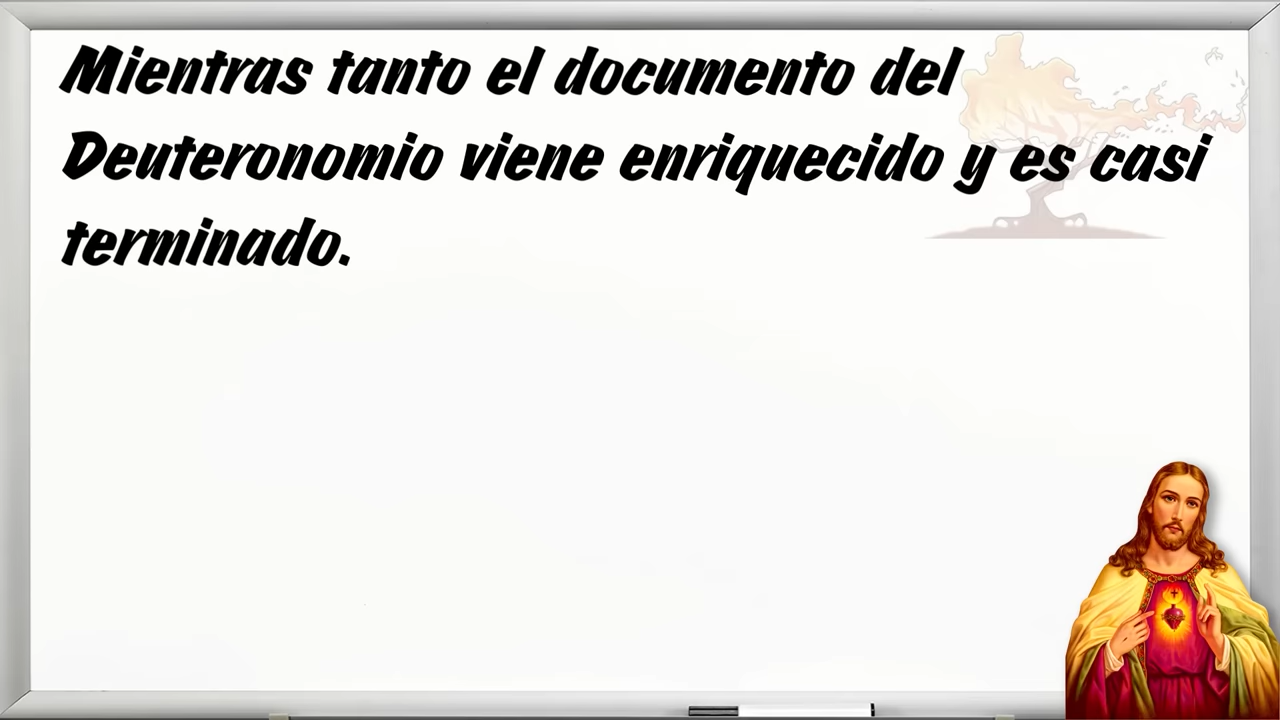 Mientras tanto el documento del
Deuteronomio viene enriquecido y es casi
terminado.